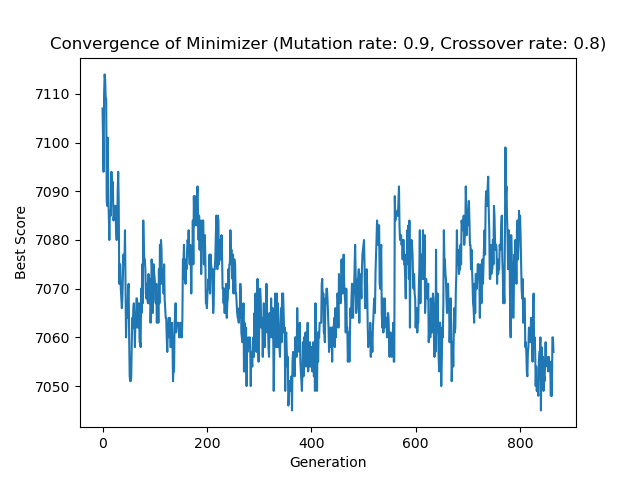 Convergence of Minimizer (Mutation rate: 0.9, Crossover rate: 0.8)
7110
7100
7090
7080
7070
7060
7050
Best Score
0 200 400 600 800
Generation